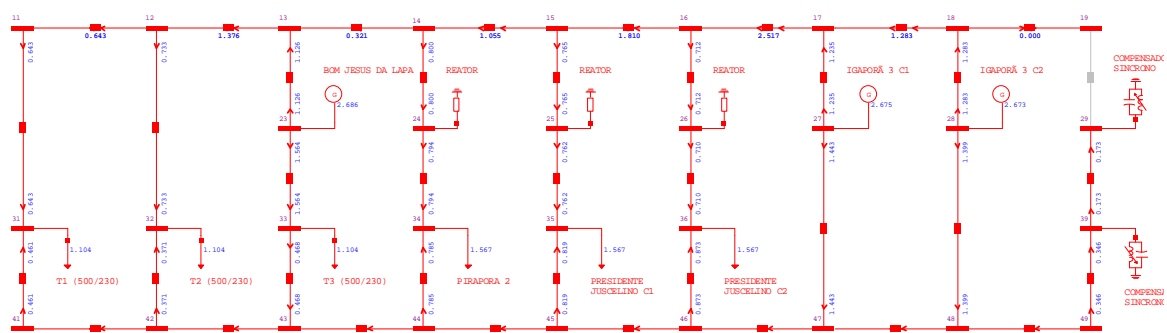 11 12 13 14 15 16 17 18 19
0.643 1.376 0.321 1.055 1.810 2.517 1.283 0.000
0.643 0.733 1.126 0.800 0.765 0.712 1.235 1.283
COMPENSADO
SINCRONO
BOM JESUS DA LAPA REATOR REATOR REATOR IGAPORÃ 3 C1 IGAPORÃ 3 C2
G G G
2.686 2.675 2.673
1.126 0.800 0.765 0.712 1.235 1.283
23 24 25 26 27 28 29
1.564 0.794 0.762 0.710 1.443 1.399 0.173
0.643 0.733 1.564 0.794 0.762 0.710 0.173
31 32 33 34 35 36 39
1.104 1.104 1.104 1.567 1.567 1.567
0.461 0.371 0.468 0.785 0.819 0.873 0.346
T1 (500/230) T2 (500/230) T3 (500/230) PIRAPORA 2 PRESIDENTE
JUSCELINO C1
PRESIDENTE
JUSCELINO C2
COMPENSA
SINCRONO
0.461 0.371 0.468 0.785 0.819 0.873 1.443 1.399 0.346
41 42 43 44 45 46 47 48 49